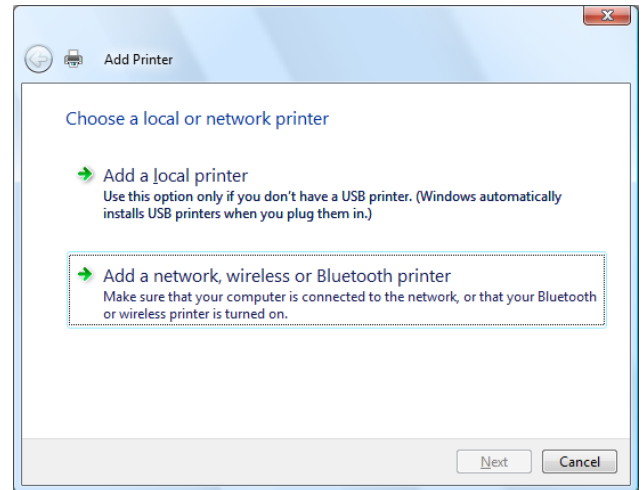 Add Printer
Choose a local or network printer
Add a local printer
Use this option only if you don't have a USB printer. (Windows automatically
installs USB printers when you plug them in.)
Add a network, wireless or Bluetooth printer
Make sure that your computer is connected to the network, or that your Bluetooth
or wireless printer is turned on.
Next
Cancel